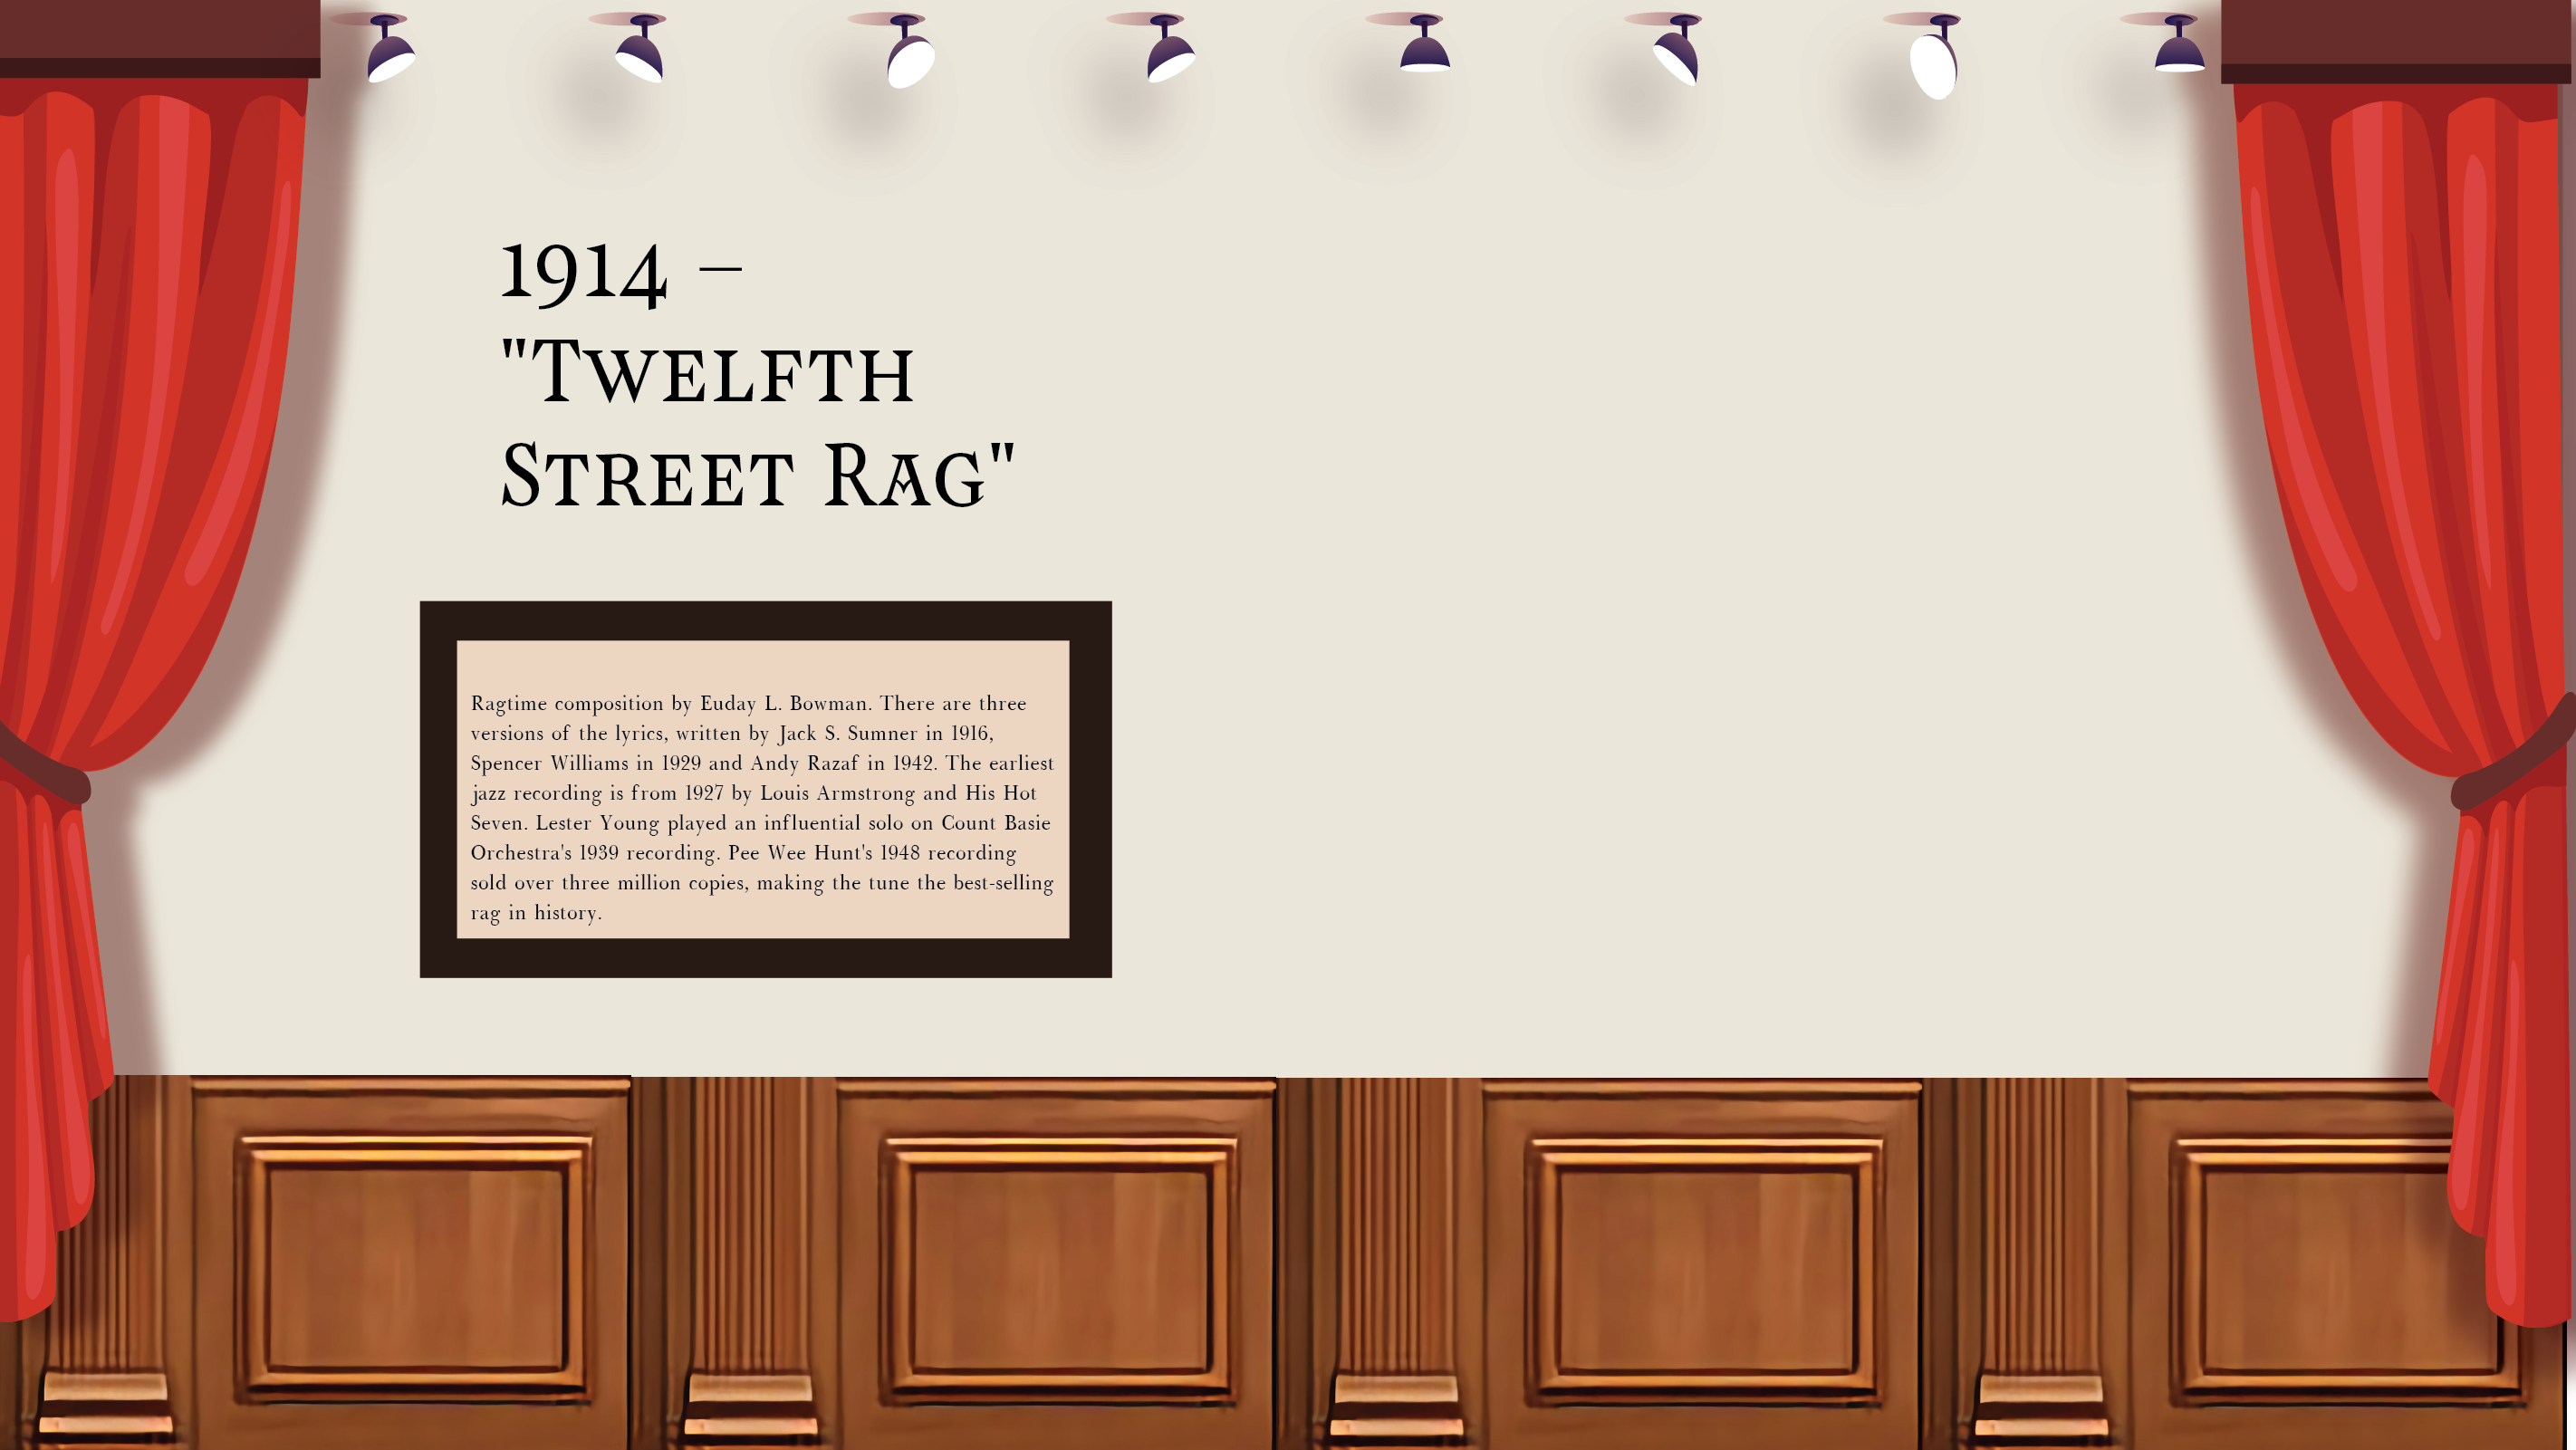 1914 –
"Twelfth
Street Rag"
Ragtime composition by Euday L. Bowman. There are three
versions of the lyrics, written by Jack S. Sumner in 1916,
Spencer Williams in 1929 and Andy Razaf in 1942. The earliest
jazz recording is from 1927 by Louis Armstrong and His Hot
Seven. Lester Young played an influential solo on Count Basie
Orchestra's 1939 recording. Pee Wee Hunt's 1948 recording
sold over three million copies, making the tune the best-selling
rag in history.